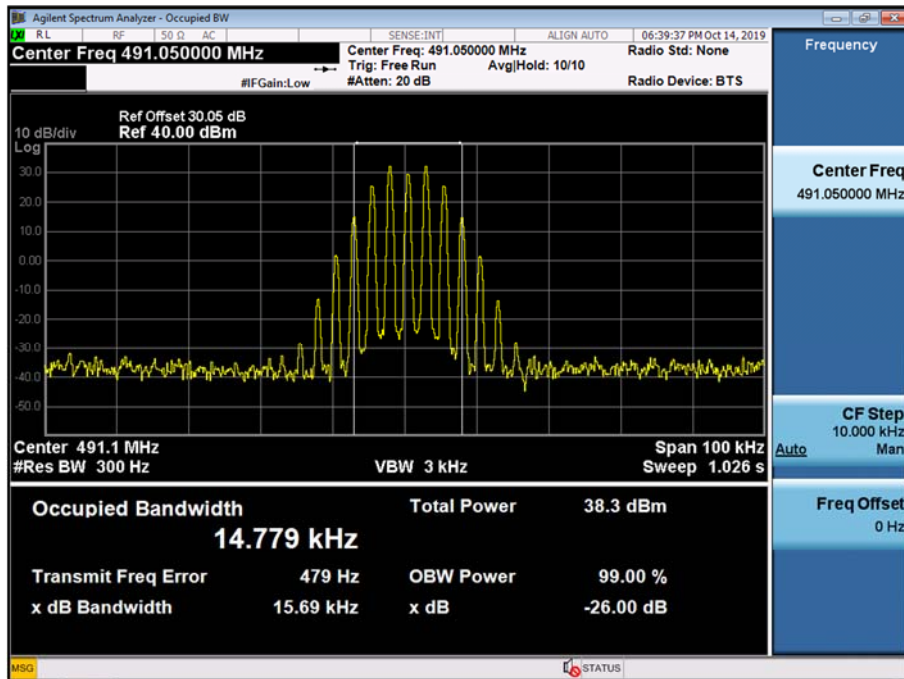 Agilent Spectrum Analyzer - Occupied BW
LXI RL RF 50 Ω AC SENSE:INT ALIGN AUTO 06:39:37 PM Oct 14, 2019
Center Freq 491.050000 MHz
#IFGain:Low
Center Freq: 491.050000 MHz
Trig: Free Run Avg|Hold: 10/10
#Atten: 20 dB
Radio Std: None
Radio Device: BTS
Ref Offset 30.05 dB
10 dB/div Ref 40.00 dBm
Log
30.0
20.0
10.0
0.00
-10.0
-20.0
-30.0
-40.0
-50.0
Center 491.1 MHz Span 100 kHz
#Res BW 300 Hz VBW 3 kHz Sweep 1.026 s
Occupied Bandwidth Total Power 38.3 dBm
14.779 kHz
Transmit Freq Error 479 Hz OBW Power 99.00 %
x dB Bandwidth 15.69 kHz x dB -26.00 dB
MSG STATUS
Frequency
Center Freq
491.050000 MHz
CF Step
10.000 kHz
Auto Man
Freq Offset
0 Hz